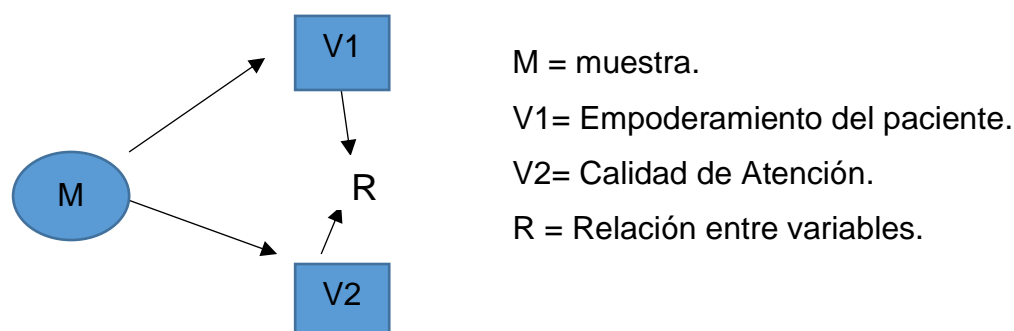 V1
M
R
V2
M = muestra.
V1= Empoderamiento del paciente.
V2= Calidad de Atención.
R = Relación entre variables.